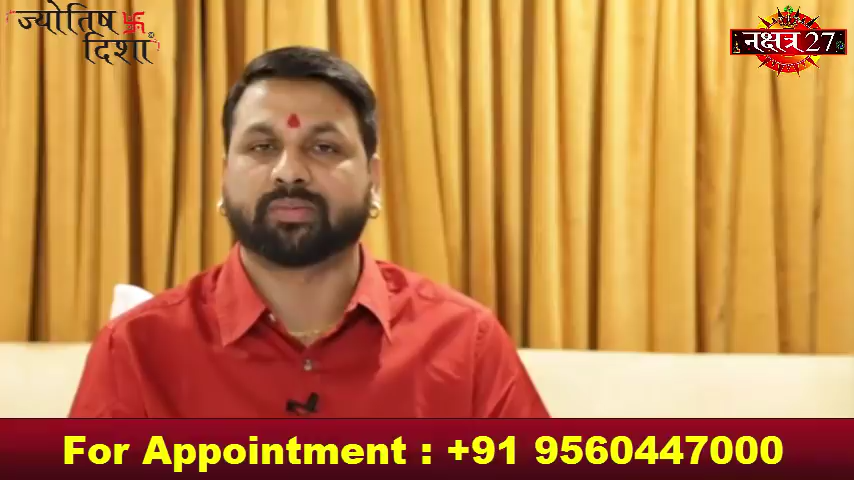 ज्योतिष
दिशा
नक्षत्र 27
For Appointment : +91 9560447000